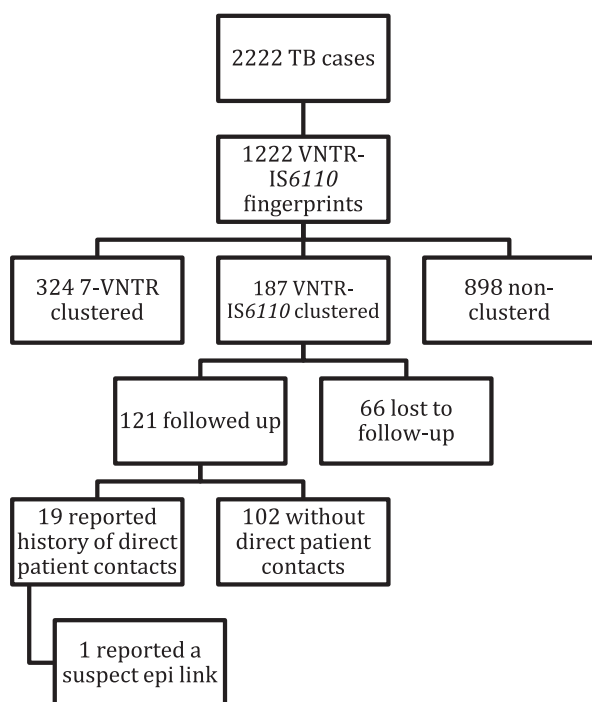 2222 TB cases
1222 VNTR-
IS6110
fingerprints
324 7-VNTR
clustered
187 VNTR-
IS6110 clustered
898 non-
clusterd
121 followed up
66 lost to
follow-up
19 reported
history of direct
patient contacts
102 without
direct patient
contacts
1 reported a
suspect epi link